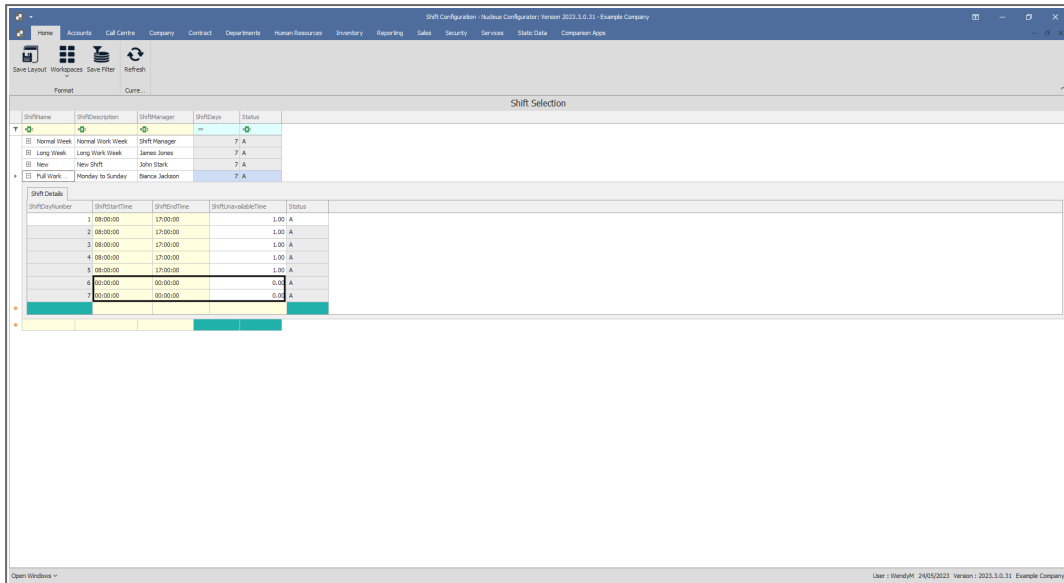 Shift Configuration - Nucleus Configurator: Version 2023.3.0.31 - Example Company
Home Accounts Call Centre Company Contract Departments Human Resources Inventory Reporting Sales Security Services Static Data Companion Apps
Save Layout Workspaces Save Filter Refresh
Format Curre...
Shift Selection
ShiftName ShiftDescription ShiftManager ShiftDays Status
Normal Week Normal Work Week Shift Manager 7 A
Long Week Long Work Week James Jones 7 A
New New Shift John Stark 7 A
Full Work ... Monday to Sunday Bianca Jackson 7 A
Shift Details
ShiftDayNumber ShiftStartTime ShiftEndTime ShiftUnavailableTime Status
1 08:00:00 17:00:00 1.00 A
2 08:00:00 17:00:00 1.00 A
3 08:00:00 17:00:00 1.00 A
4 08:00:00 17:00:00 1.00 A
5 08:00:00 17:00:00 1.00 A
6 00:00:00 00:00:00 0.00 A
7 00:00:00 00:00:00 0.00 A
Open Windows User : WendyM 24/05/2023 Version : 2023.3.0.31 Example Company